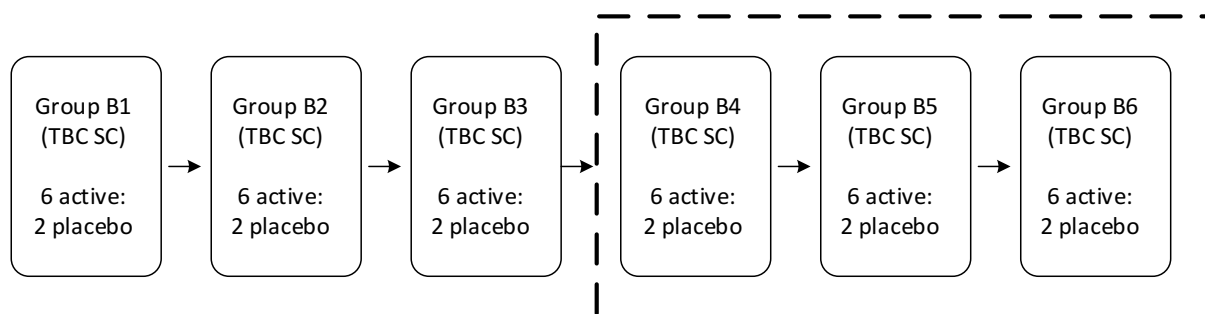 Group B1
(TBC SC)
6 active:
2 placebo
Group B2
(TBC SC)
6 active:
2 placebo
Group B3
(TBC SC)
6 active:
2 placebo
Group B4
(TBC SC)
6 active:
2 placebo
Group B5
(TBC SC)
6 active:
2 placebo
Group B6
(TBC SC)
6 active:
2 placebo